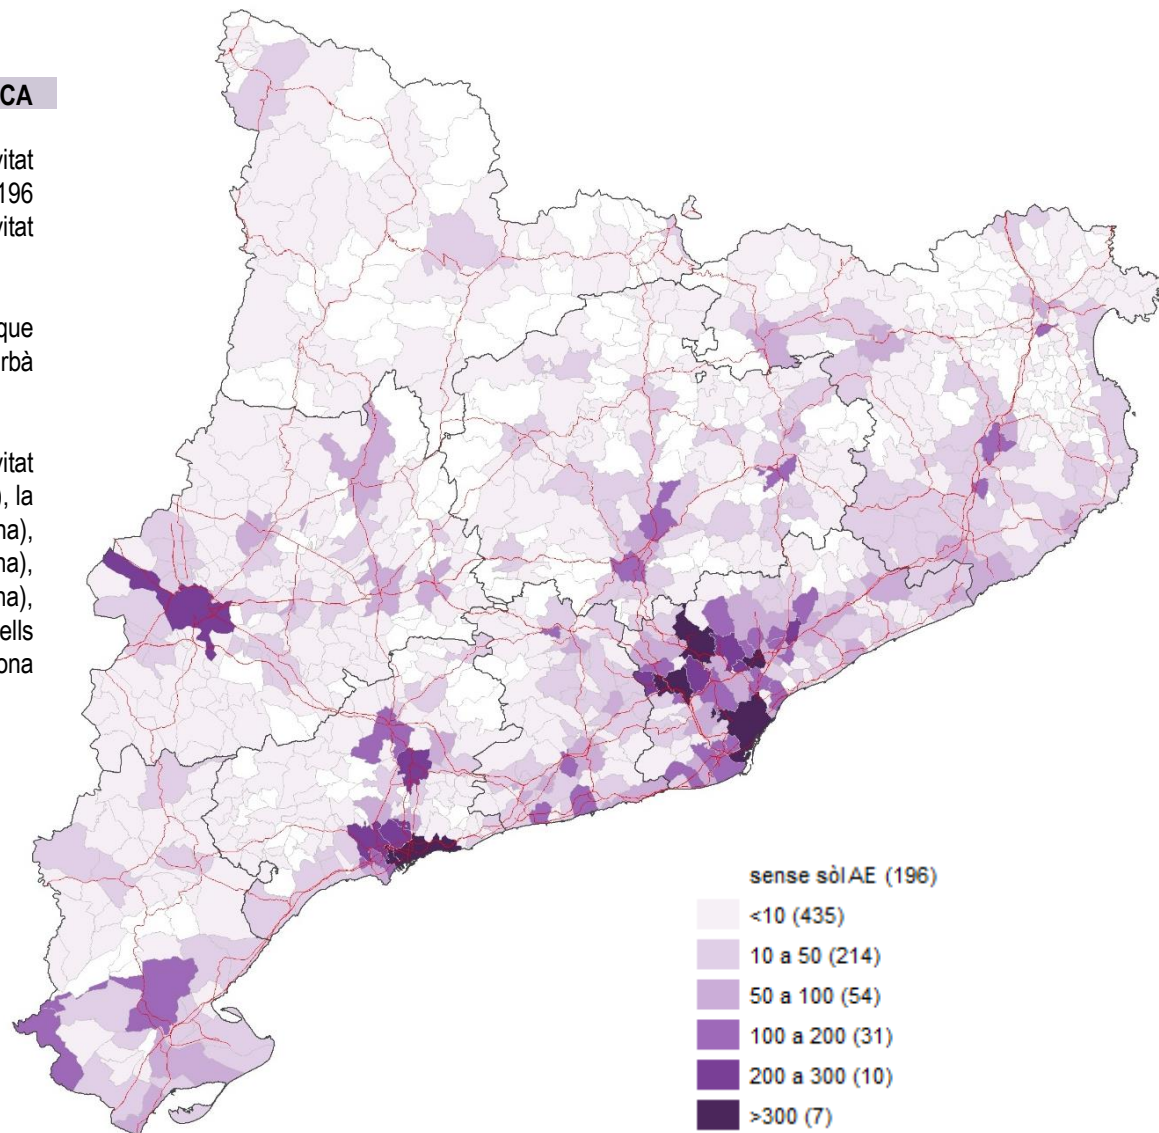 CA
vitat
196
vitat
que
rbà
vitat
), la
na),
na),
na),
ells
ona
sense sòl AE (196)
<10 (435)
10 a 50 (214)
50 a 100 (54)
100 a 200 (31)
200 a 300 (10)
>300 (7)